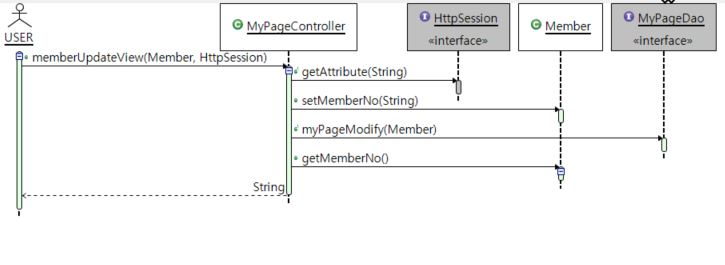 USER
C MyPageController
I HttpSession
«interface»
C Member
I MyPageDao
«interface»
memberUpdateView(Member, HttpSession)
getAttribute(String)
setMemberNo(String)
myPageModify(Member)
getMemberNo()
String